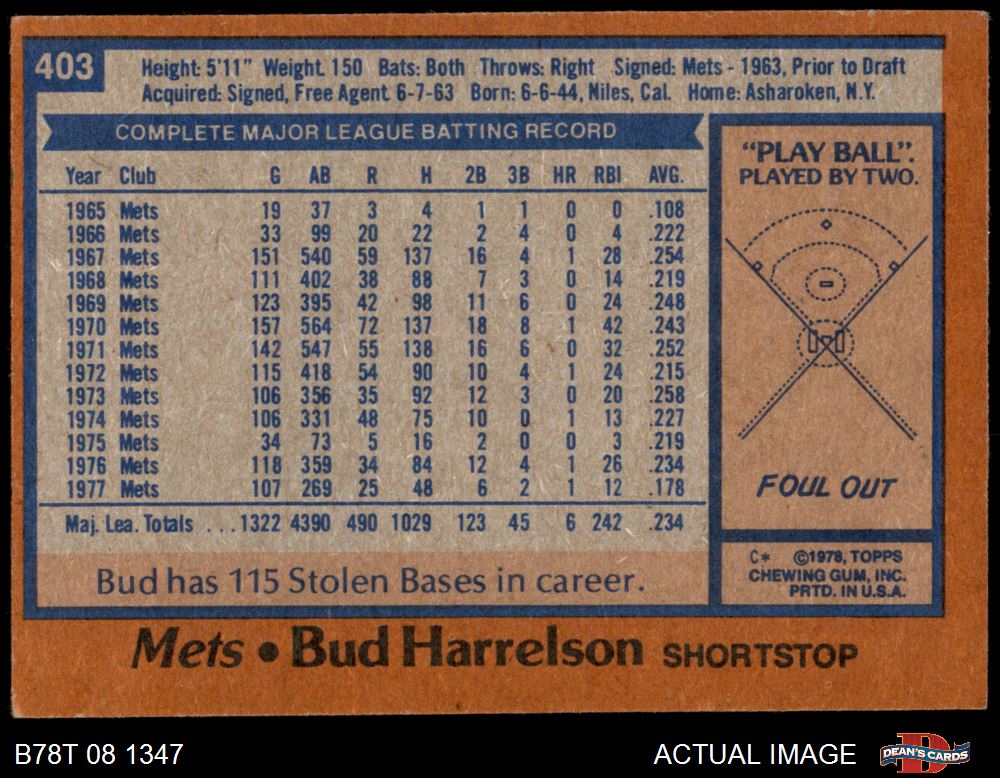 403
Height: 5'11" Weight: 150 Bats: Both Throws: Right Signed: Mets - 1963, Prior to Draft
Acquired: Signed, Free Agent 6-7-63 Born: 6-6-44, Niles, Cal. Home: Asharoken, N.Y.
COMPLETE MAJOR LEAGUE BATTING RECORD
Year Club G AB R H 2B 3B HR RBI AVG.
1965 Mets 19 37 3 4 1 1 0 0 .108
1966 Mets 33 99 20 22 2 4 0 4 .222
1967 Mets 151 540 59 137 16 4 1 28 .254
1968 Mets 111 402 38 88 7 3 0 14 .219
1969 Mets 123 395 42 98 11 6 0 24 .248
1970 Mets 157 564 72 137 18 8 1 42 .243
1971 Mets 142 547 55 138 16 6 0 32 .252
1972 Mets 115 418 54 90 10 4 1 24 .215
1973 Mets 106 356 35 92 12 3 0 20 .258
1974 Mets 106 331 48 75 10 0 1 13 .227
1975 Mets 34 73 5 16 2 0 0 3 .219
1976 Mets 118 359 34 84 12 4 1 26 .234
1977 Mets 107 269 25 48 6 2 1 12 .178
Maj. Lea. Totals ...1322 4390 490 1029 123 45 6 242 .234
Bud has 115 Stolen Bases in career.
"PLAY BALL".
PLAYED BY TWO.
FOUL OUT
C* ©1978, TOPPS
CHEWING GUM, INC.
PRTD. IN U.S.A.
Mets • Bud Harrelson SHORTSTOP
B78T 08 1347
ACTUAL IMAGE
D
DEAN'S CARDS